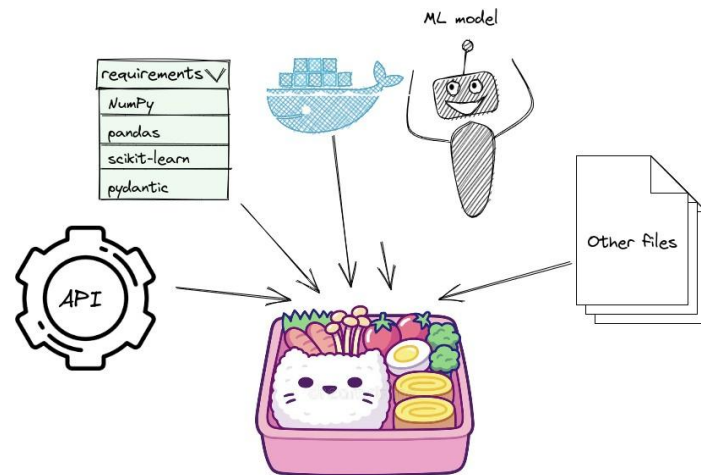 ML model
requirements
NumPy
pandas
scikit-learn
pydantic
Other files
API